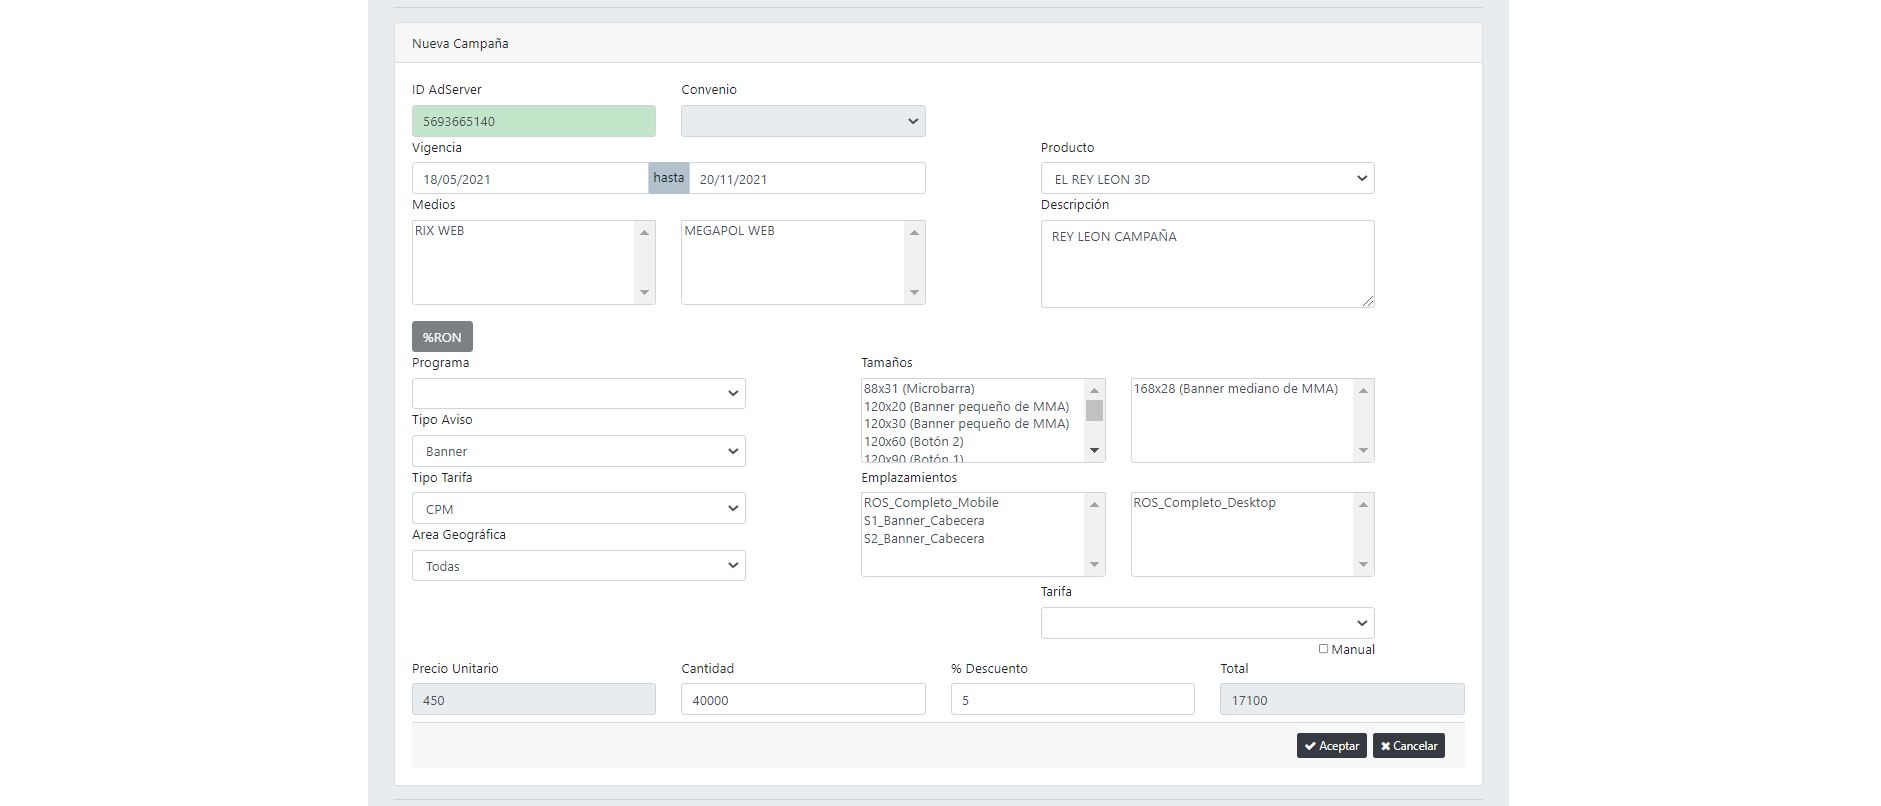 Nueva Campaña
ID AdServer
Convenio
5693665140
Vigencia
Producto
18/05/2021
hasta
20/11/2021
EL REY LEON 3D
Medios
Descripción
RIX WEB
MEGAPOL WEB
REY LEON CAMPAÑA
%RON
Programa
Tamaños
88x31 (Microbarra)
120x20 (Banner pequeño de MMA)
120x30 (Banner pequeño de MMA)
120x60 (Botón 2)
120x90 (Botón 1)
168x28 (Banner mediano de MMA)
Tipo Aviso
Banner
Tipo Tarifa
Emplazamientos
CPM
ROS_Completo_Mobile
S1_Banner_Cabecera
S2_Banner_Cabecera
ROS_Completo_Desktop
Area Geográfica
Todas
Tarifa
Manual
Precio Unitario
Cantidad
% Descuento
Total
450
40000
5
17100
Aceptar
Cancelar